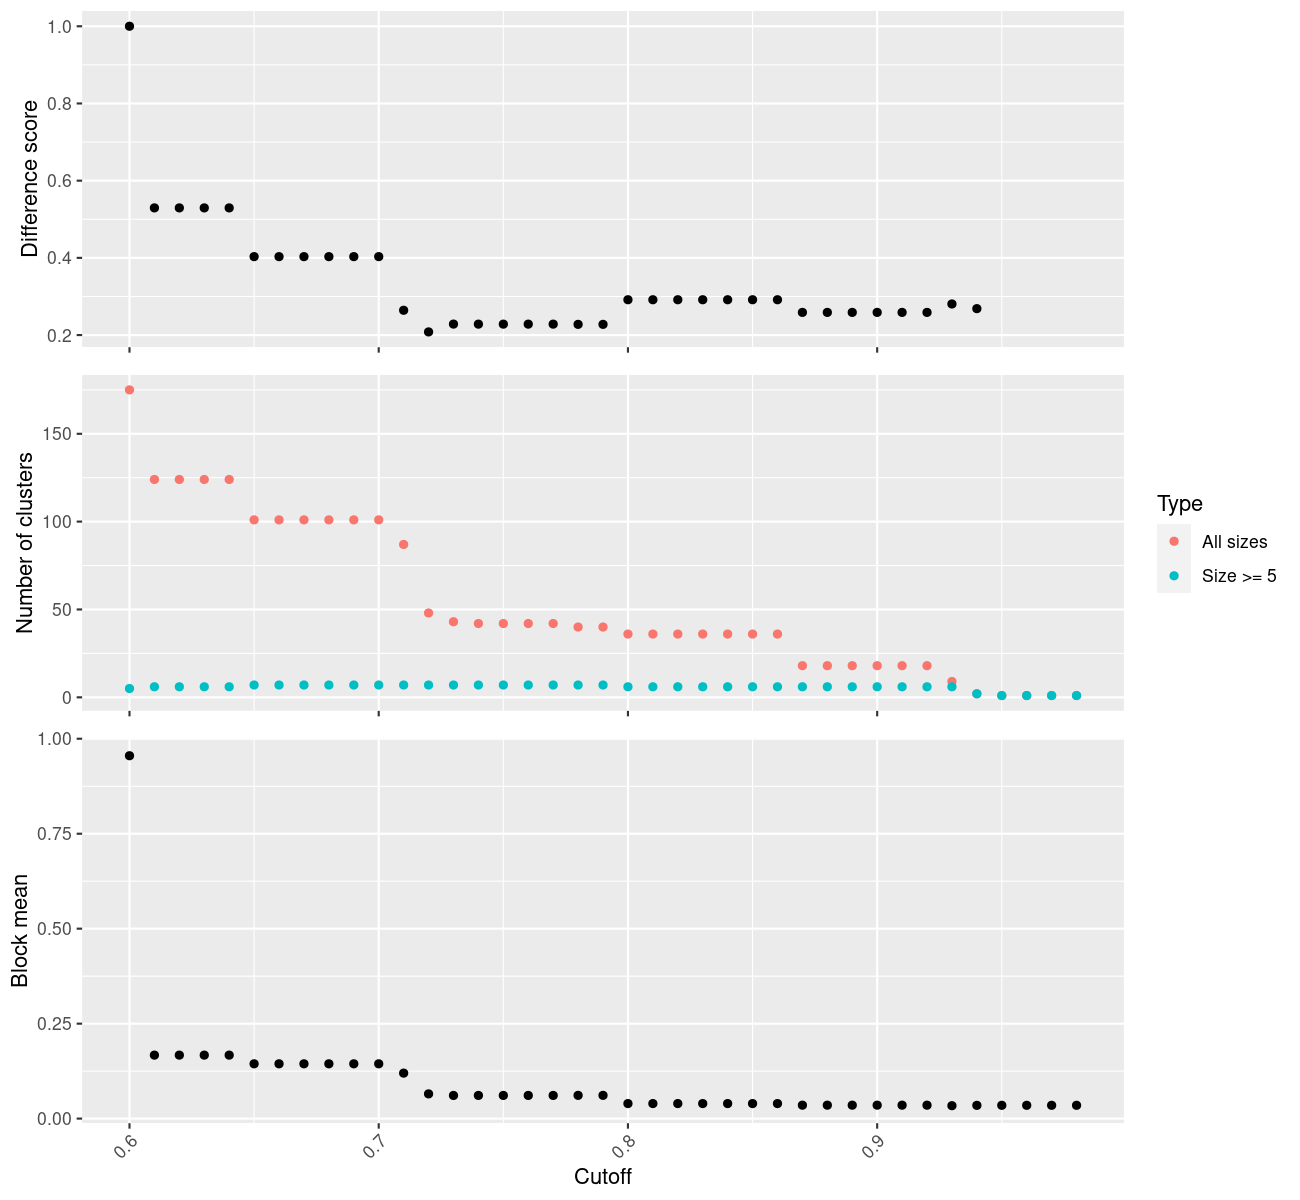 Difference score
1.0
0.8
0.6
0.4
0.2
Number of clusters
150
100
50
0
Type
All sizes
Size >= 5
Block mean
1.00
0.75
0.50
0.25
0.00
0.6 0.7 0.8 0.9
Cutoff